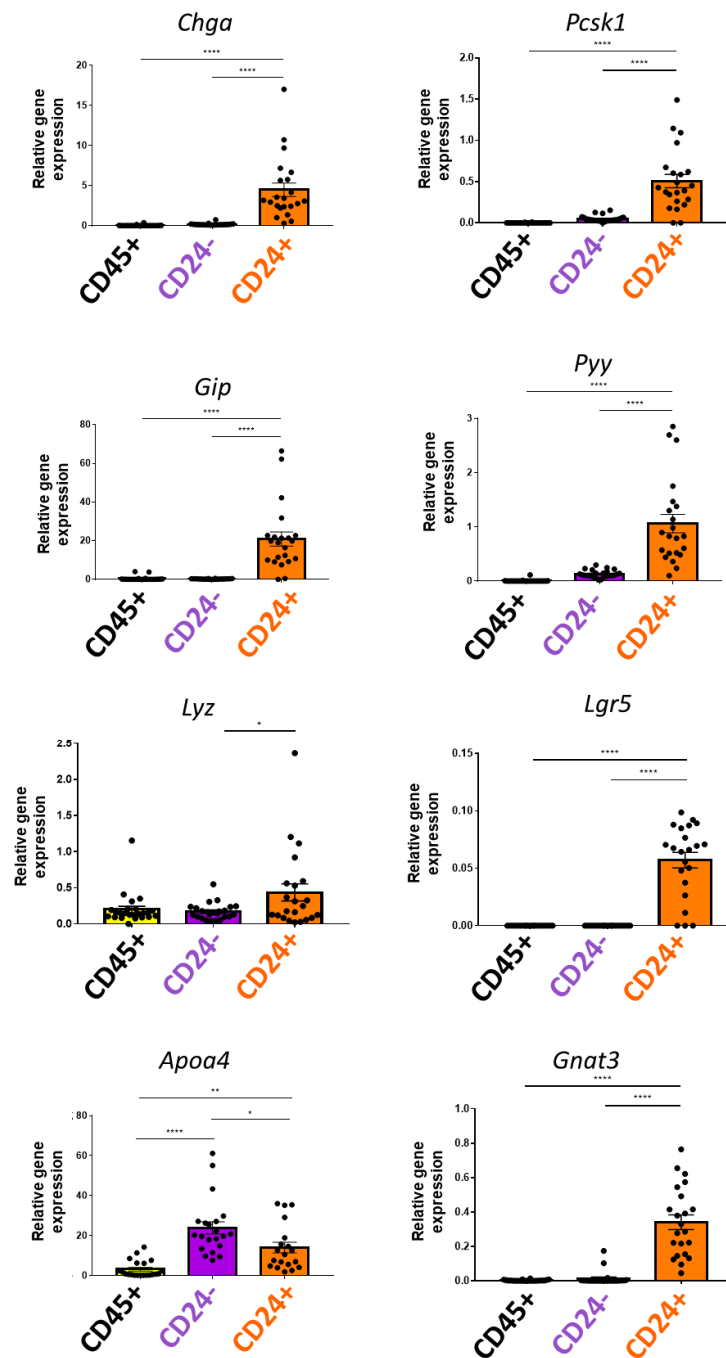 Chga
****
****
Relative gene
expression
20
15
10
5
0
CD45+
CD24-
CD24+
Pcsk1
****
****
Relative gene
expression
2.0
1.5
1.0
0.5
0.0
CD45+
CD24-
CD24+
Gip
****
****
Relative gene
expression
80
60
40
20
0
CD45+
CD24-
CD24+
Pyy
****
****
Relative gene
expression
3
2
1
0
CD45+
CD24-
CD24+
Lyz
*
Relative gene
expression
2.5
2.0
1.5
1.0
0.5
0.0
CD45+
CD24-
CD24+
Lgr5
****
****
Relative gene
expression
0.15
0.10
0.05
0.00
CD45+
CD24-
CD24+
Apoa4
**
*
****
Relative gene
expression
80
60
40
20
0
CD45+
CD24-
CD24+
Gnat3
****
****
Relative gene
expression
1.0
0.8
0.6
0.4
0.2
0.0
CD45+
CD24-
CD24+